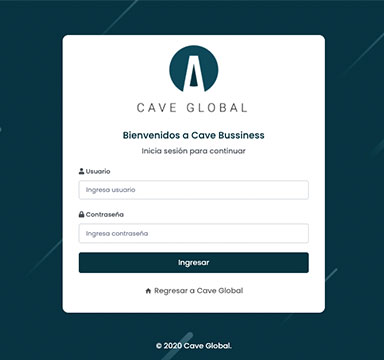 CAVE GLOBAL
Bienvenidos a Cave Bussiness
Inicia sesión para continuar
Usuario
Ingresa usuario
Contraseña
Ingresa contraseña
Ingresar
Regresar a Cave Global
© 2020 Cave Global.